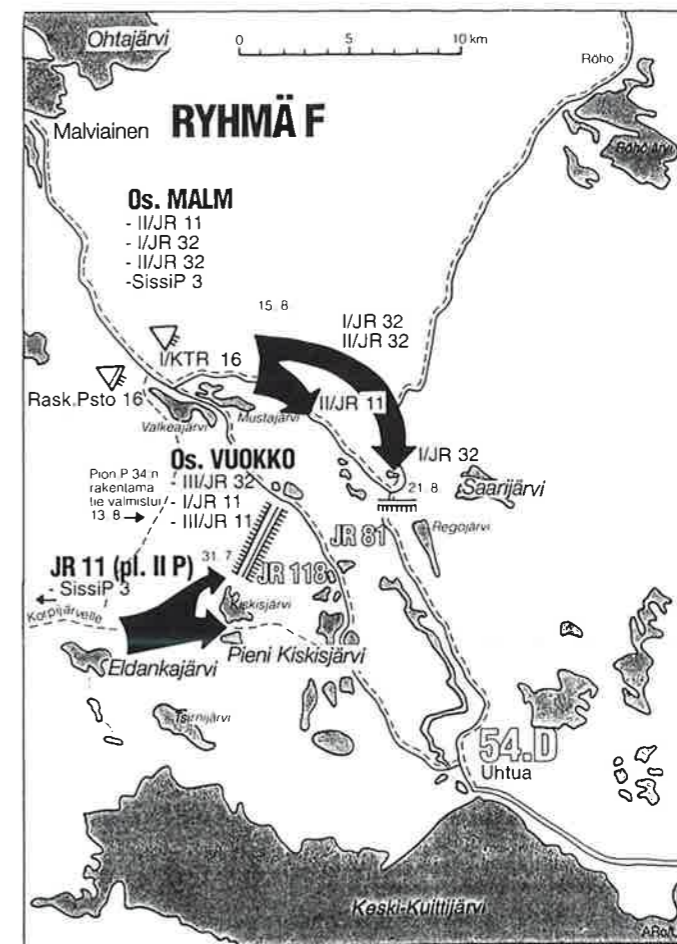 Ohtajärvi
0 5 10 km
Röho
Malviainen
RYHMÄ F
Röhöjärvi
Os. MALM
- II/JR 11
- I/JR 32
- II/JR 32
-SissiP 3
15. 8
I/JR 32
II/JR 32
I/KTR 16
Rask.Psto 16
II/JR 11
Valkeajärvi
Mustajärvi
I/JR 32
Os. VUOKKO
- III/JR 32
- I/JR 11
- III/JR 11
Pion.P 34:n
rakentama
tie valmistui
13. 8
21. 8
Saarijärvi
Regojärvi
JR 81
JR 11 (pl. II P)
- SissiP 3
31. 7
JR 118
Korpijärvelle
Kiskisjärvi
Pieni Kiskisjärvi
Eldankajärvi
Tsirnijärvi
54.D
Uhtua
Keski-Kuittijärvi